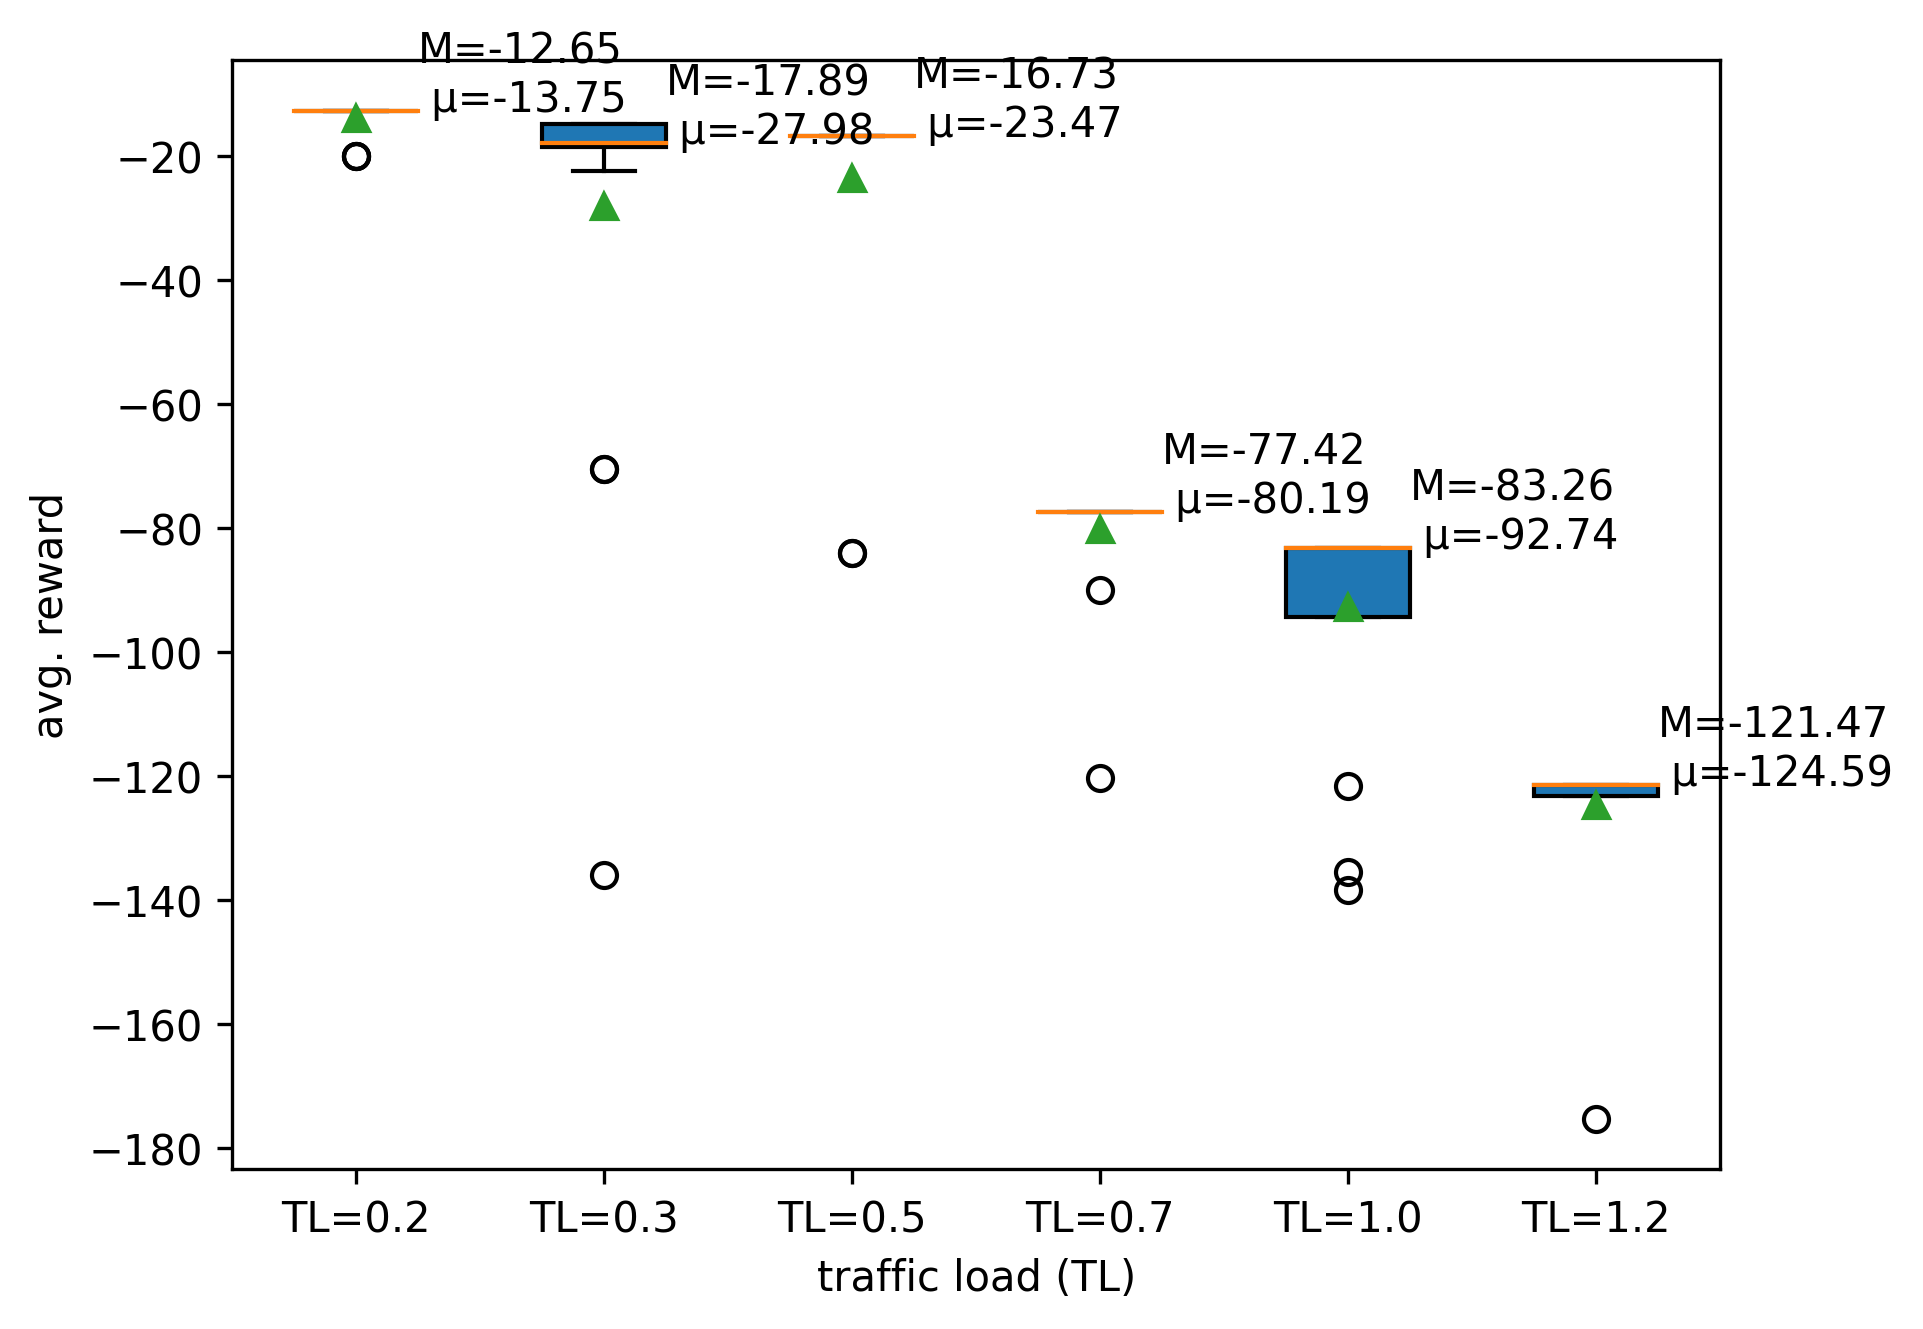 M=-12.65
μ=-13.75
M=-17.89
μ=-27.98
M=-16.73
μ=-23.47
M=-77.42
μ=-80.19
M=-83.26
μ=-92.74
M=-121.47
μ=-124.59
−20
−40
−60
−80
−100
−120
−140
−160
−180
avg. reward
TL=0.2 TL=0.3 TL=0.5 TL=0.7 TL=1.0 TL=1.2
traffic load (TL)